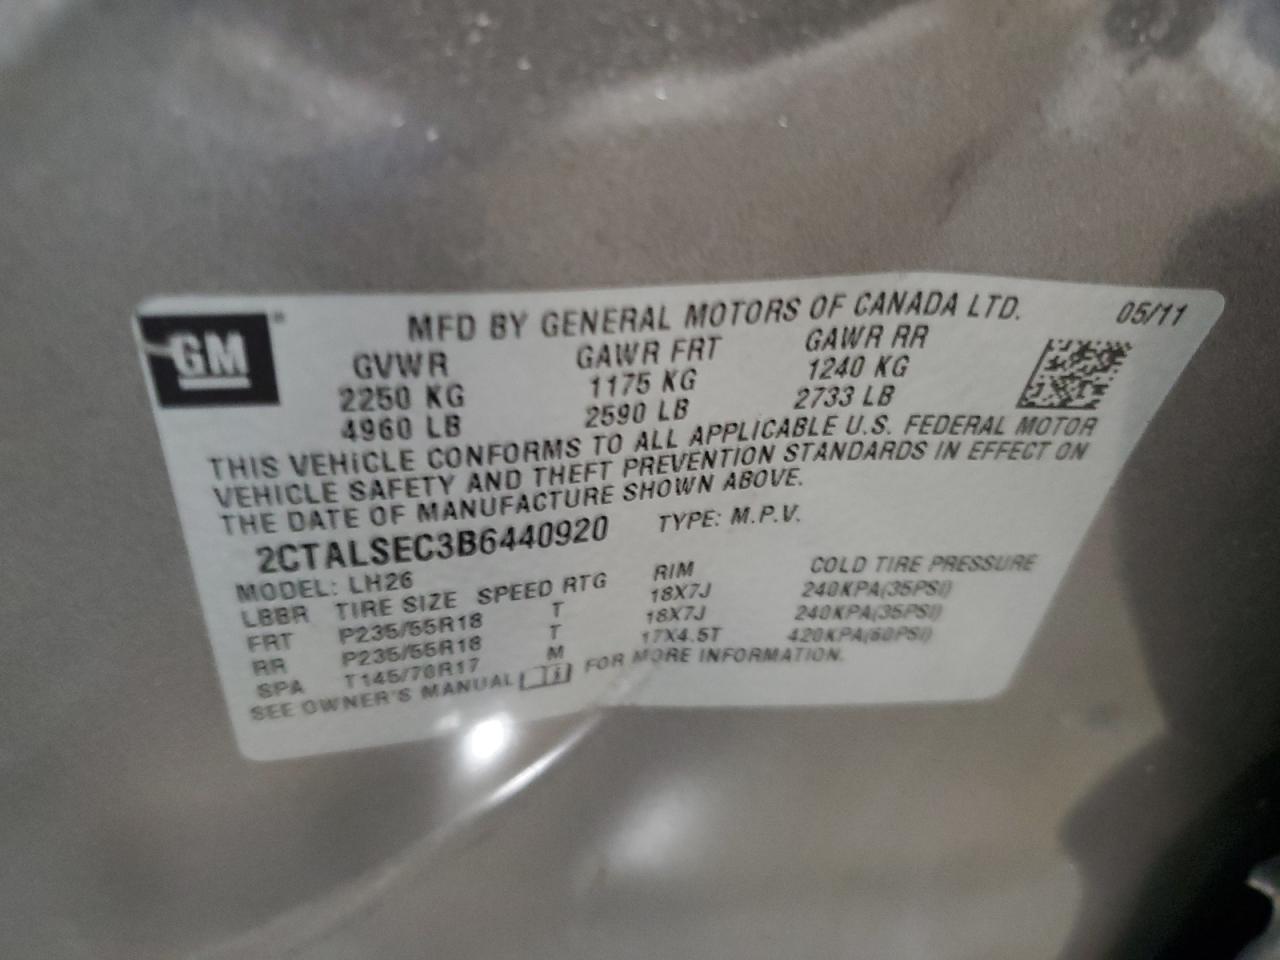 GM
MFD BY GENERAL MOTORS OF CANADA LTD. 05/11
GVWR GAWR FRT GAWR RR
2250 KG 1175 KG 1240 KG
4960 LB 2590 LB 2733 LB
THIS VEHICLE CONFORMS TO ALL APPLICABLE U.S. FEDERAL MOTOR
VEHICLE SAFETY AND THEFT PREVENTION STANDARDS IN EFFECT ON
THE DATE OF MANUFACTURE SHOWN ABOVE.
2CTALSEC3B6440920 TYPE: M.P.V.
MODEL: LH26
LBBR TIRE SIZE SPEED RTG RIM COLD TIRE PRESSURE
FRT P235/55R18 T 18X7J 240KPA(35PSI)
RR P235/55R18 T 18X7J 240KPA(35PSI)
SPA T145/70R17 M 17X4.5T 420KPA(60PSI)
SEE OWNER'S MANUAL FOR MORE INFORMATION.